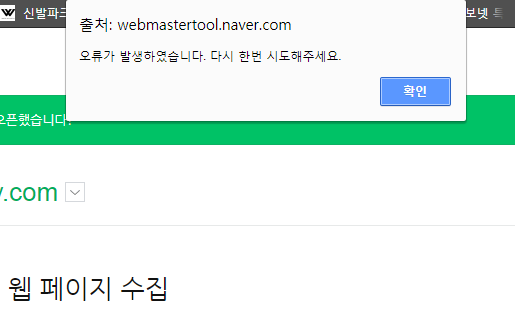 신발파크
출처: webmastertool.naver.com
보넷 특
오류가 발생하였습니다. 다시 한번 시도해주세요.
확인
오픈했습니다.
.com
웹 페이지 수집